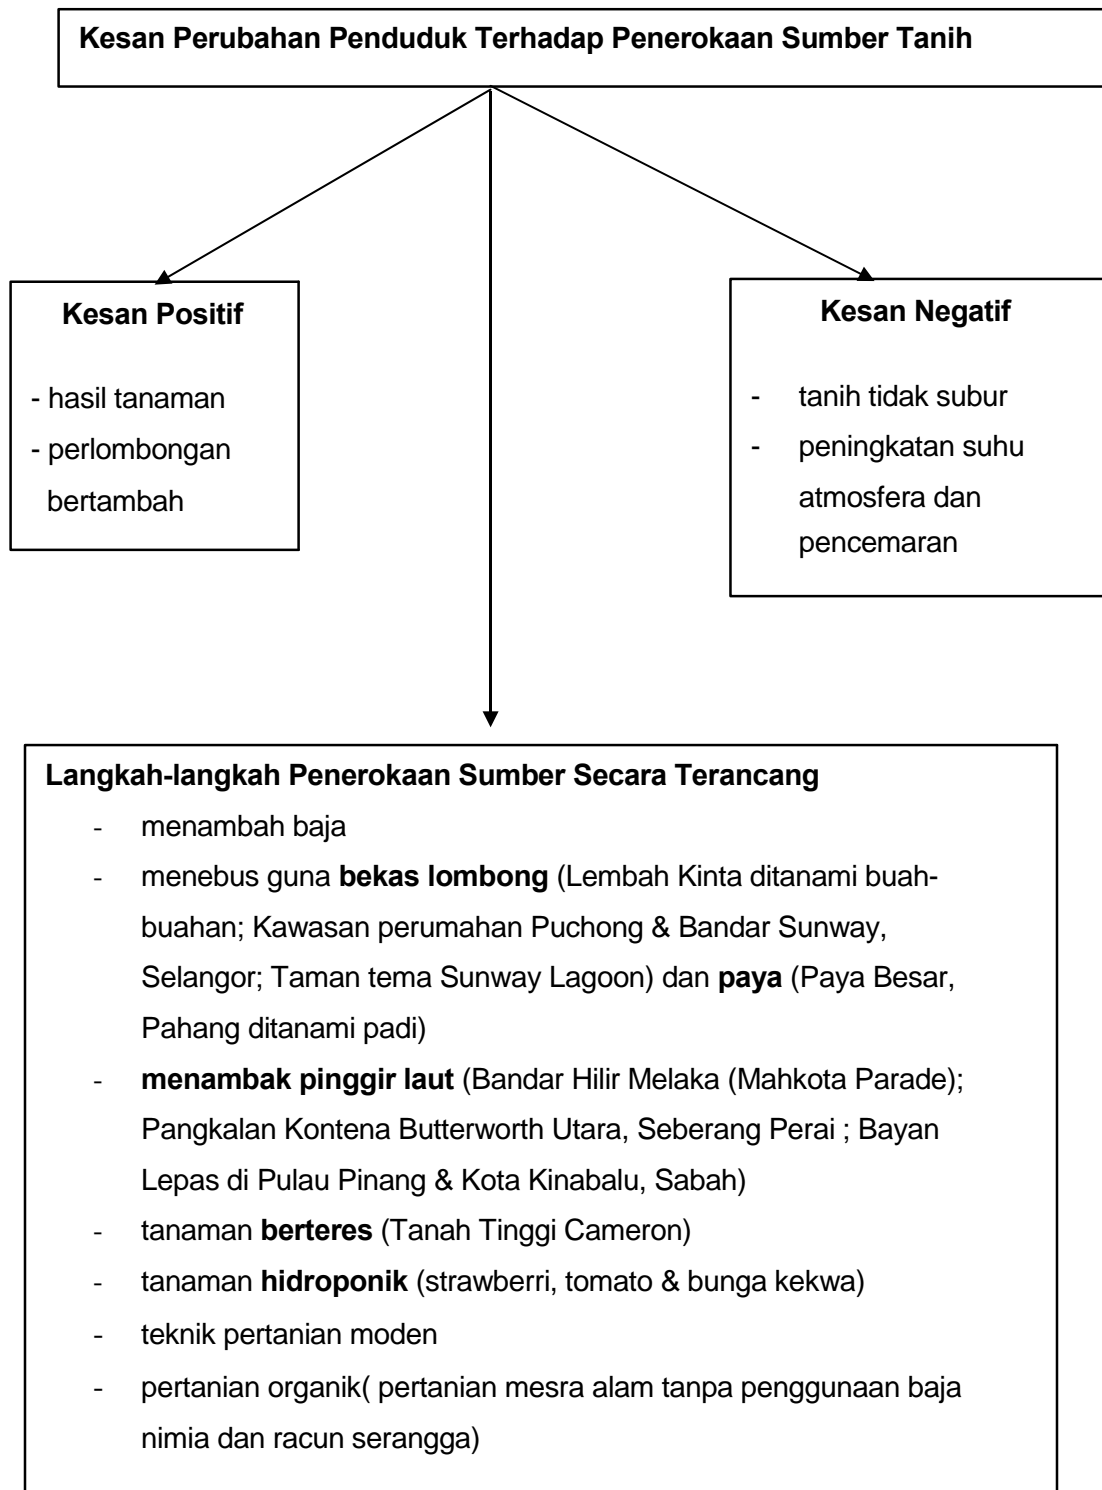 Kesan Perubahan Penduduk Terhadap Penerokaan Sumber Tanih
Kesan Positif
- hasil tanaman
- perlombongan
bertambah
Kesan Negatif
- tanih tidak subur
- peningkatan suhu
atmosfera dan
pencemaran
Langkah-langkah Penerokaan Sumber Secara Terancang
- menambah baja
- menebus guna bekas lombong (Lembah Kinta ditanami buah-
buahan; Kawasan perumahan Puchong & Bandar Sunway,
Selangor; Taman tema Sunway Lagoon) dan paya (Paya Besar,
Pahang ditanami padi)
- menambak pinggir laut (Bandar Hilir Melaka (Mahkota Parade);
Pangkalan Kontena Butterworth Utara, Seberang Perai ; Bayan
Lepas di Pulau Pinang & Kota Kinabalu, Sabah)
- tanaman berteres (Tanah Tinggi Cameron)
- tanaman hidroponik (strawberri, tomato & bunga kekwa)
- teknik pertanian moden
- pertanian organik( pertanian mesra alam tanpa penggunaan baja
nimia dan racun serangga)